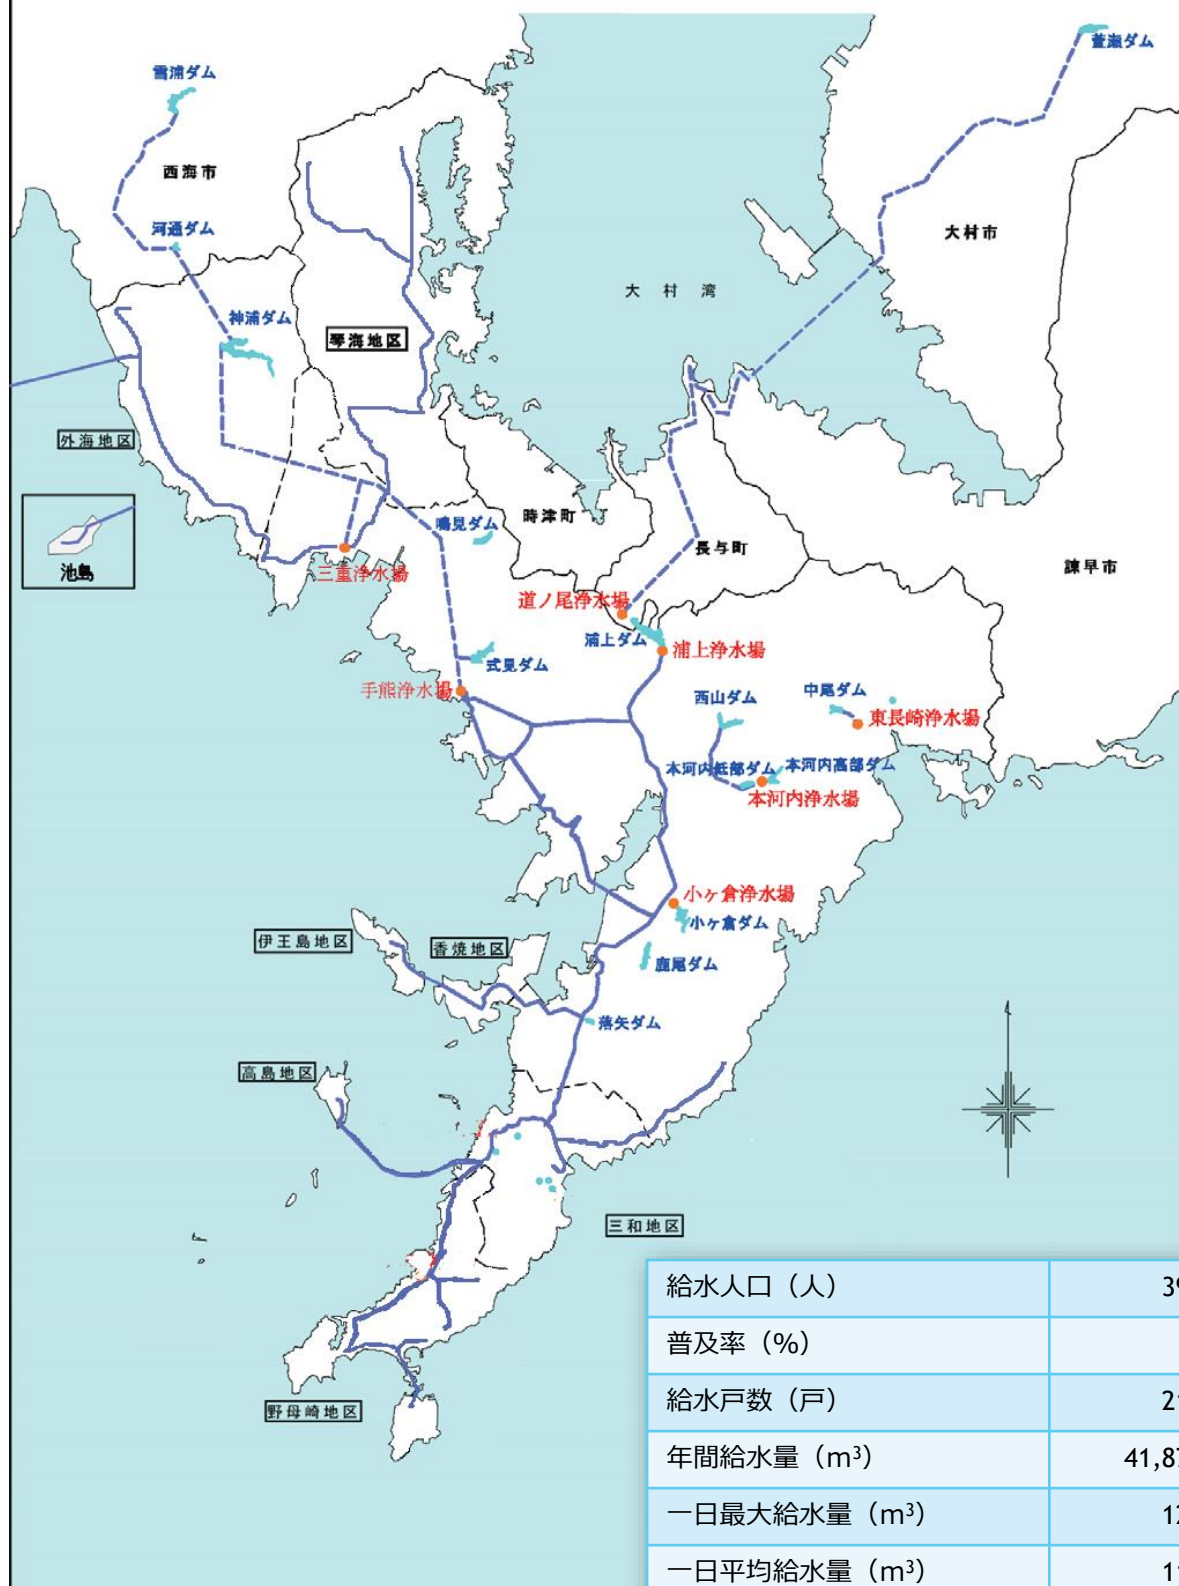 萱瀬ダム
雪浦ダム
西海市
河通ダム
大村市
大村湾
神浦ダム
琴海地区
外海地区
池島
鳴見ダム
時津町
長与町
諫早市
三重浄水場
道ノ尾浄水場
浦上ダム
浦上浄水場
式見ダム
手熊浄水場
西山ダム
中尾ダム
東長崎浄水場
本河内低部ダム
本河内高部ダム
本河内浄水場
小ヶ倉浄水場
小ヶ倉ダム
伊王島地区
香焼地区
鹿尾ダム
落矢ダム
高島地区
三和地区
野母崎地区
給水人口（人） 39
普及率（%）
給水戸数（戸） 21
年間給水量（m³） 41,87
一日最大給水量（m³） 12
一日平均給水量（m³） 11